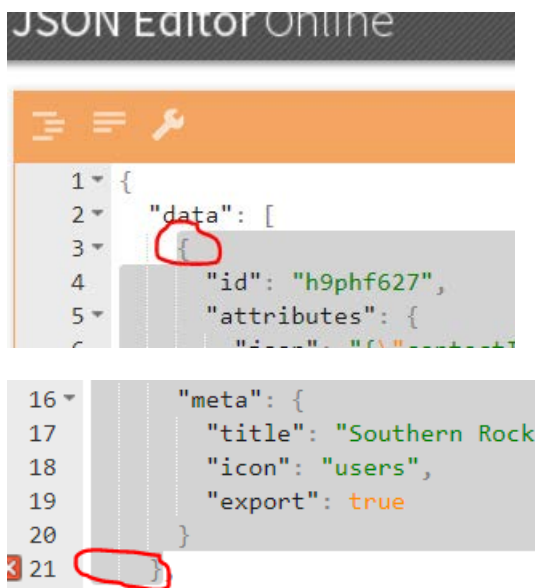 JSON Editor Online
1 {
2 "data": [
3 {
4 "id": "h9phf627",
5 "attributes": {
16 "meta": {
17 "title": "Southern Rock
18 "icon": "users",
19 "export": true
20 }
21 }